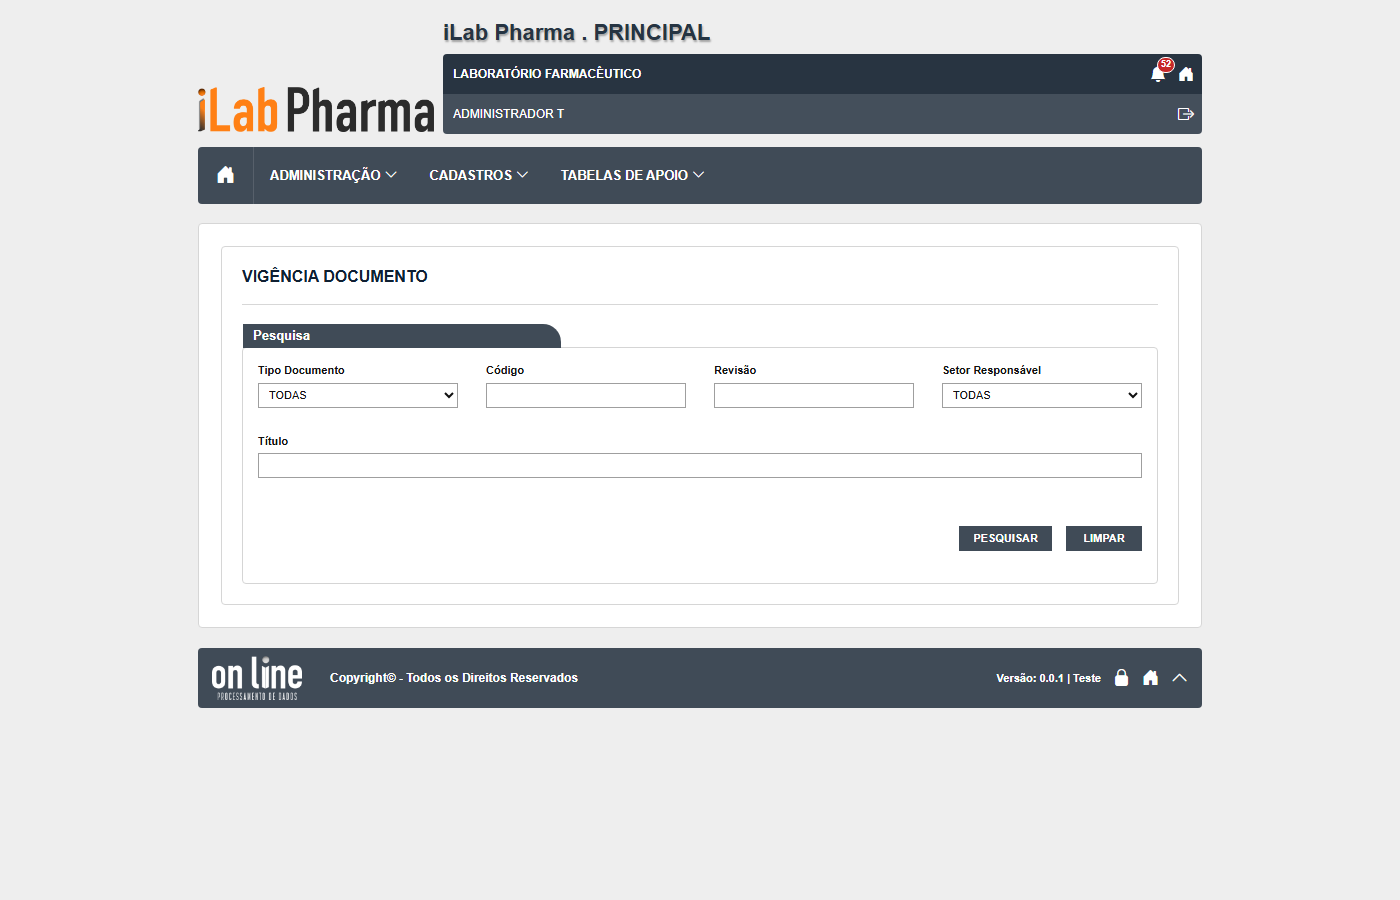 iLab Pharma . PRINCIPAL
LABORATÓRIO FARMACÊUTICO
52
iLab Pharma
ADMINISTRADOR T
ADMINISTRAÇÃO
CADASTROS
TABELAS DE APOIO
VIGÊNCIA DOCUMENTO
Pesquisa
Tipo Documento
Código
Revisão
Setor Responsável
TODAS
TODAS
Título
PESQUISAR
LIMPAR
on line
PROCESSAMENTO DE DADOS
Copyright© - Todos os Direitos Reservados
Versão: 0.0.1 | Teste